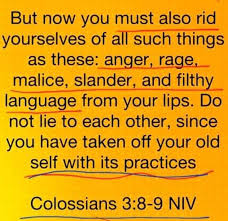 But now you must also rid
yourselves of all such things
as these: anger, rage,
malice, slander, and filthy
language from your lips. Do
not lie to each other, since
you have taken off your old
self with its practices
Colossians 3:8-9 NIV